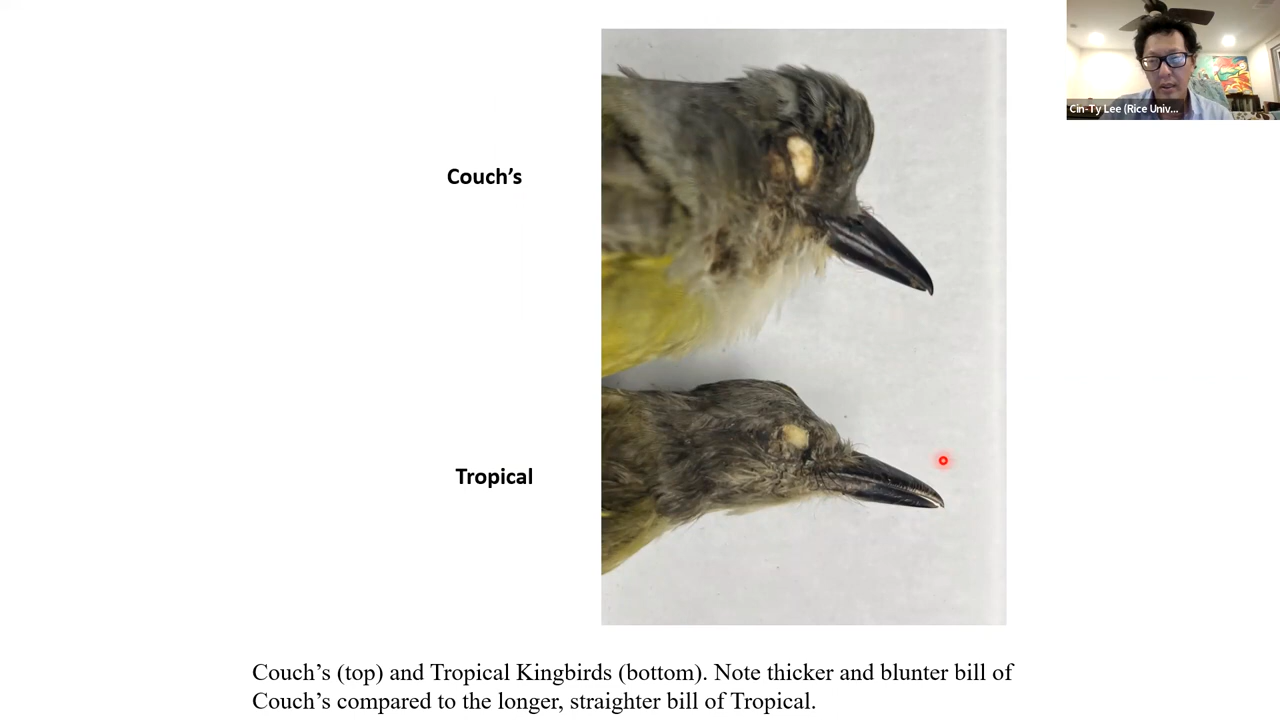 Cin-Ty Lee (Rice Univ...
Couch’s
Tropical
Couch’s (top) and Tropical Kingbirds (bottom). Note thicker and blunter bill of
Couch’s compared to the longer, straighter bill of Tropical.